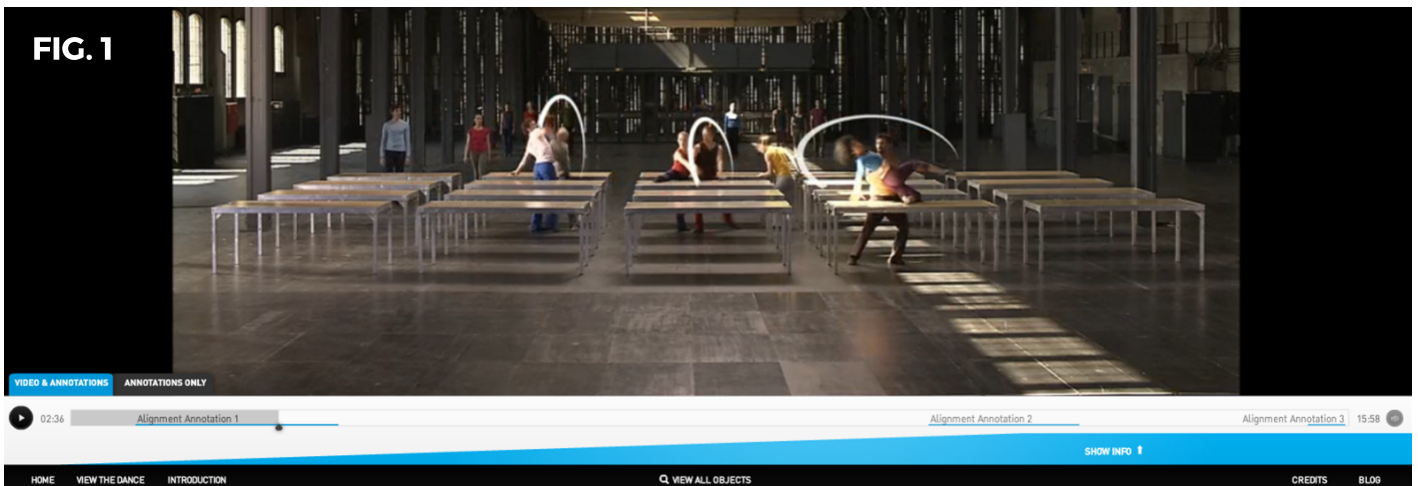 FIG. 1
VIDEO & ANNOTATIONS ANNOTATIONS ONLY
02:36 Alignment Annotation 1 Alignment Annotation 2 Alignment Annotation 3 15:58
SHOW INFO
HOME VIEW THE DANCE INTRODUCTION VIEW ALL OBJECTS CREDITS BLOG